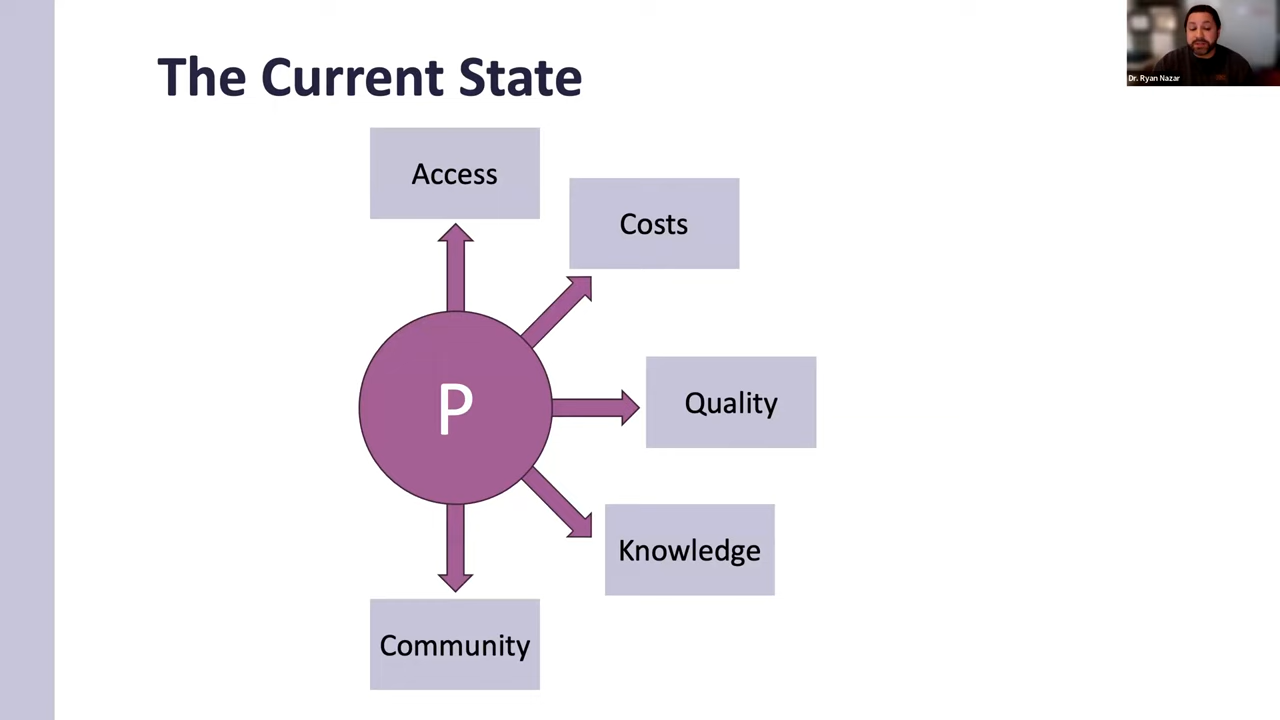 The Current State
Dr. Ryan Nazar
Access
Costs
P
Quality
Knowledge
Community